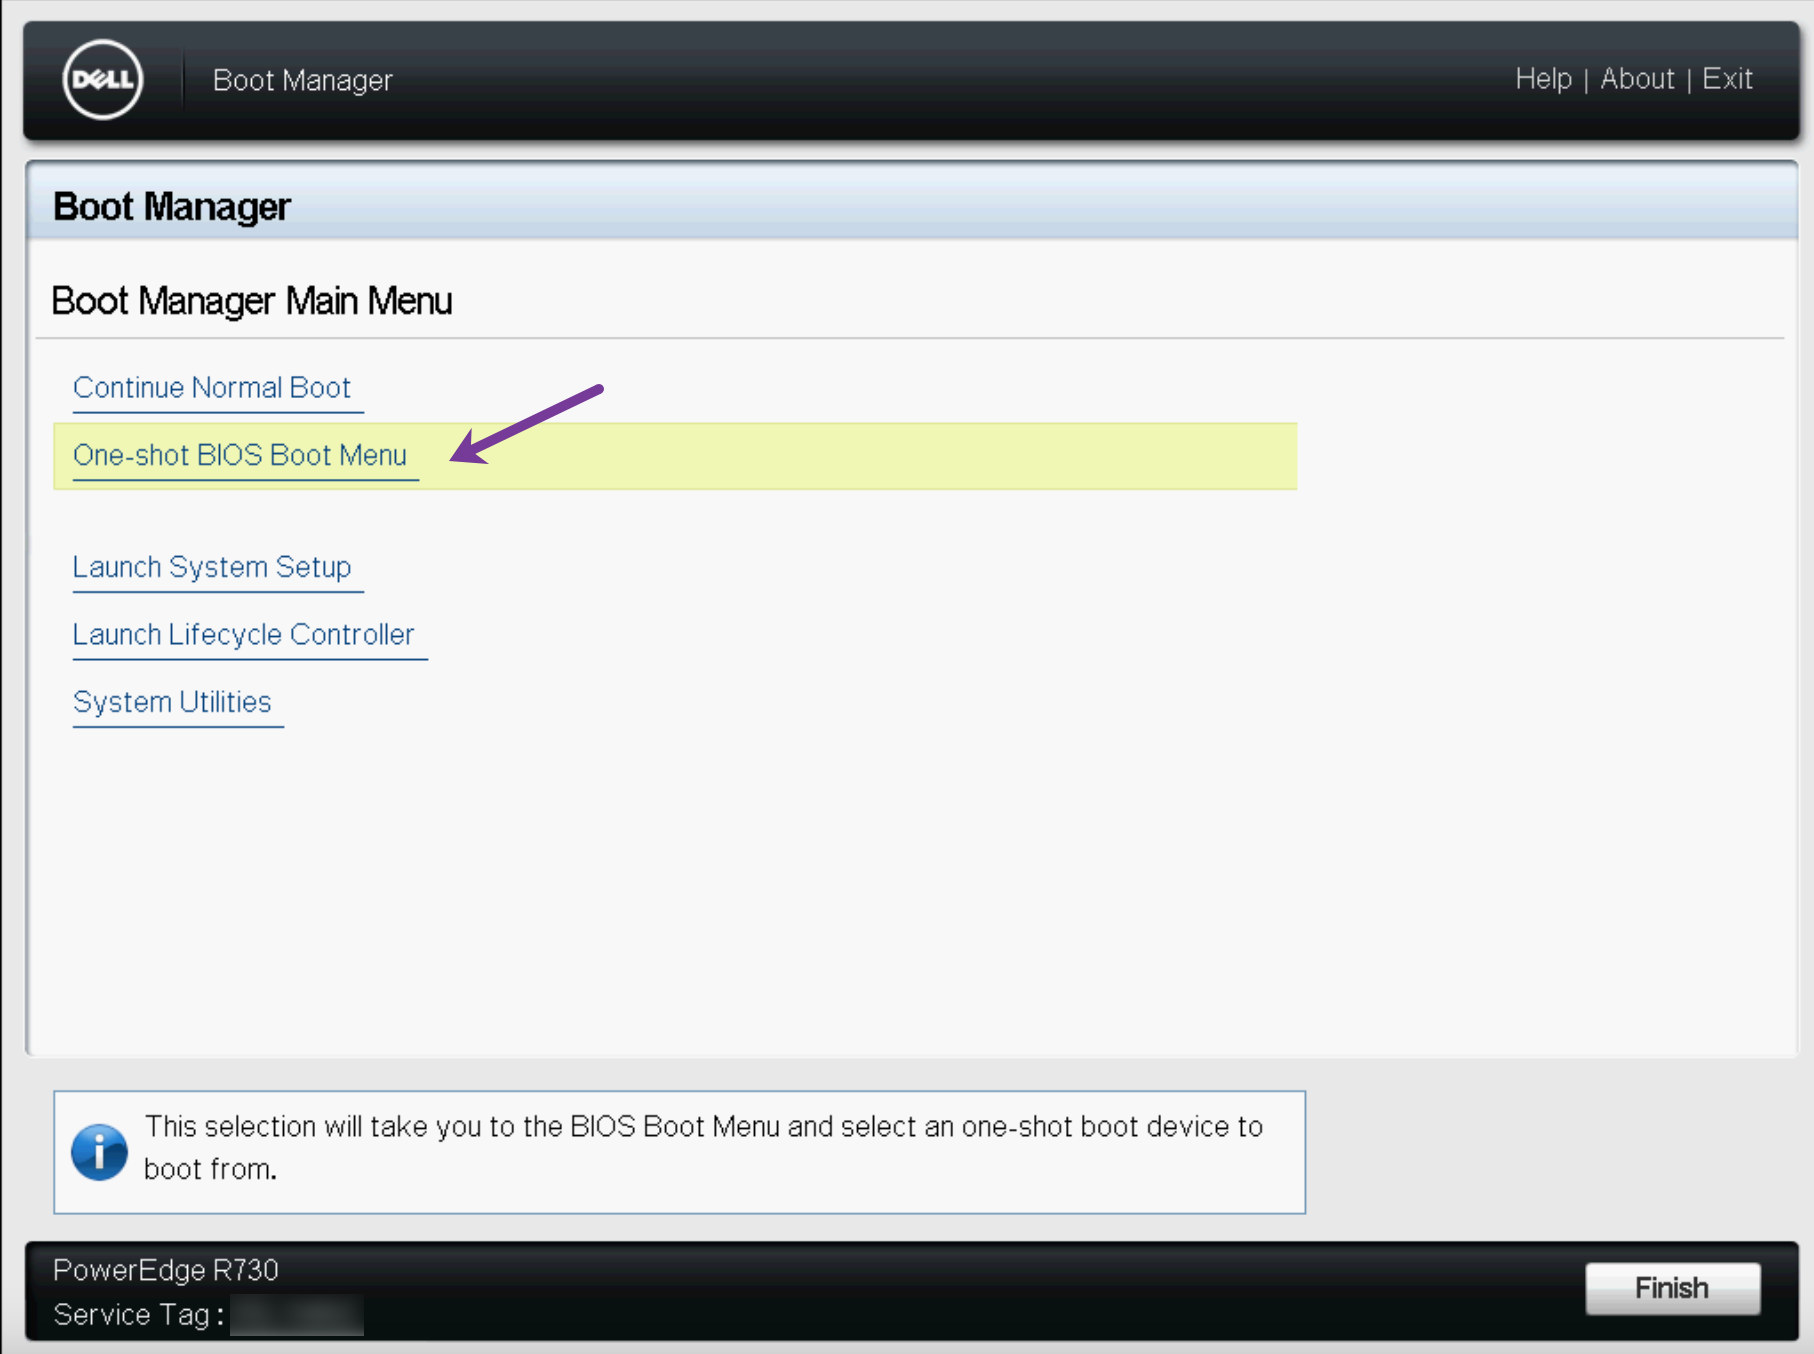 DELL
Boot Manager
Help | About | Exit
Boot Manager
Boot Manager Main Menu
Continue Normal Boot
One-shot BIOS Boot Menu
Launch System Setup
Launch Lifecycle Controller
System Utilities
This selection will take you to the BIOS Boot Menu and select an one-shot boot device to
boot from.
PowerEdge R730
Service Tag :
Finish